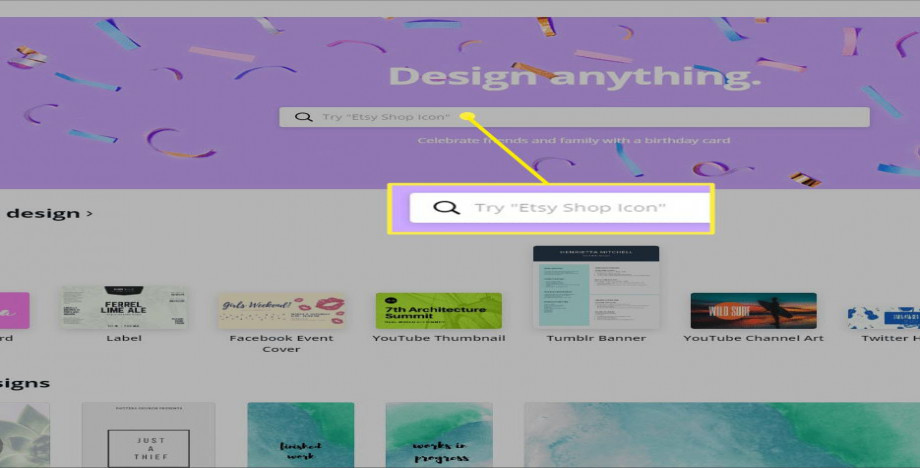 Design anything.
Try "Etsy Shop Icon"
Celebrate friends and family with a birthday card
Try "Etsy Shop Icon"
design >
HENRIETTA MITCHELL
FERREL
LIME ALE
Girls Weekend!
7th Architecture
Summit
WILD SURF
rd
Label
Facebook Event
Cover
YouTube Thumbnail
Tumblr Banner
YouTube Channel Art
Twitter H
signs
JUST
A
THIEF
finished
work
works in
progress